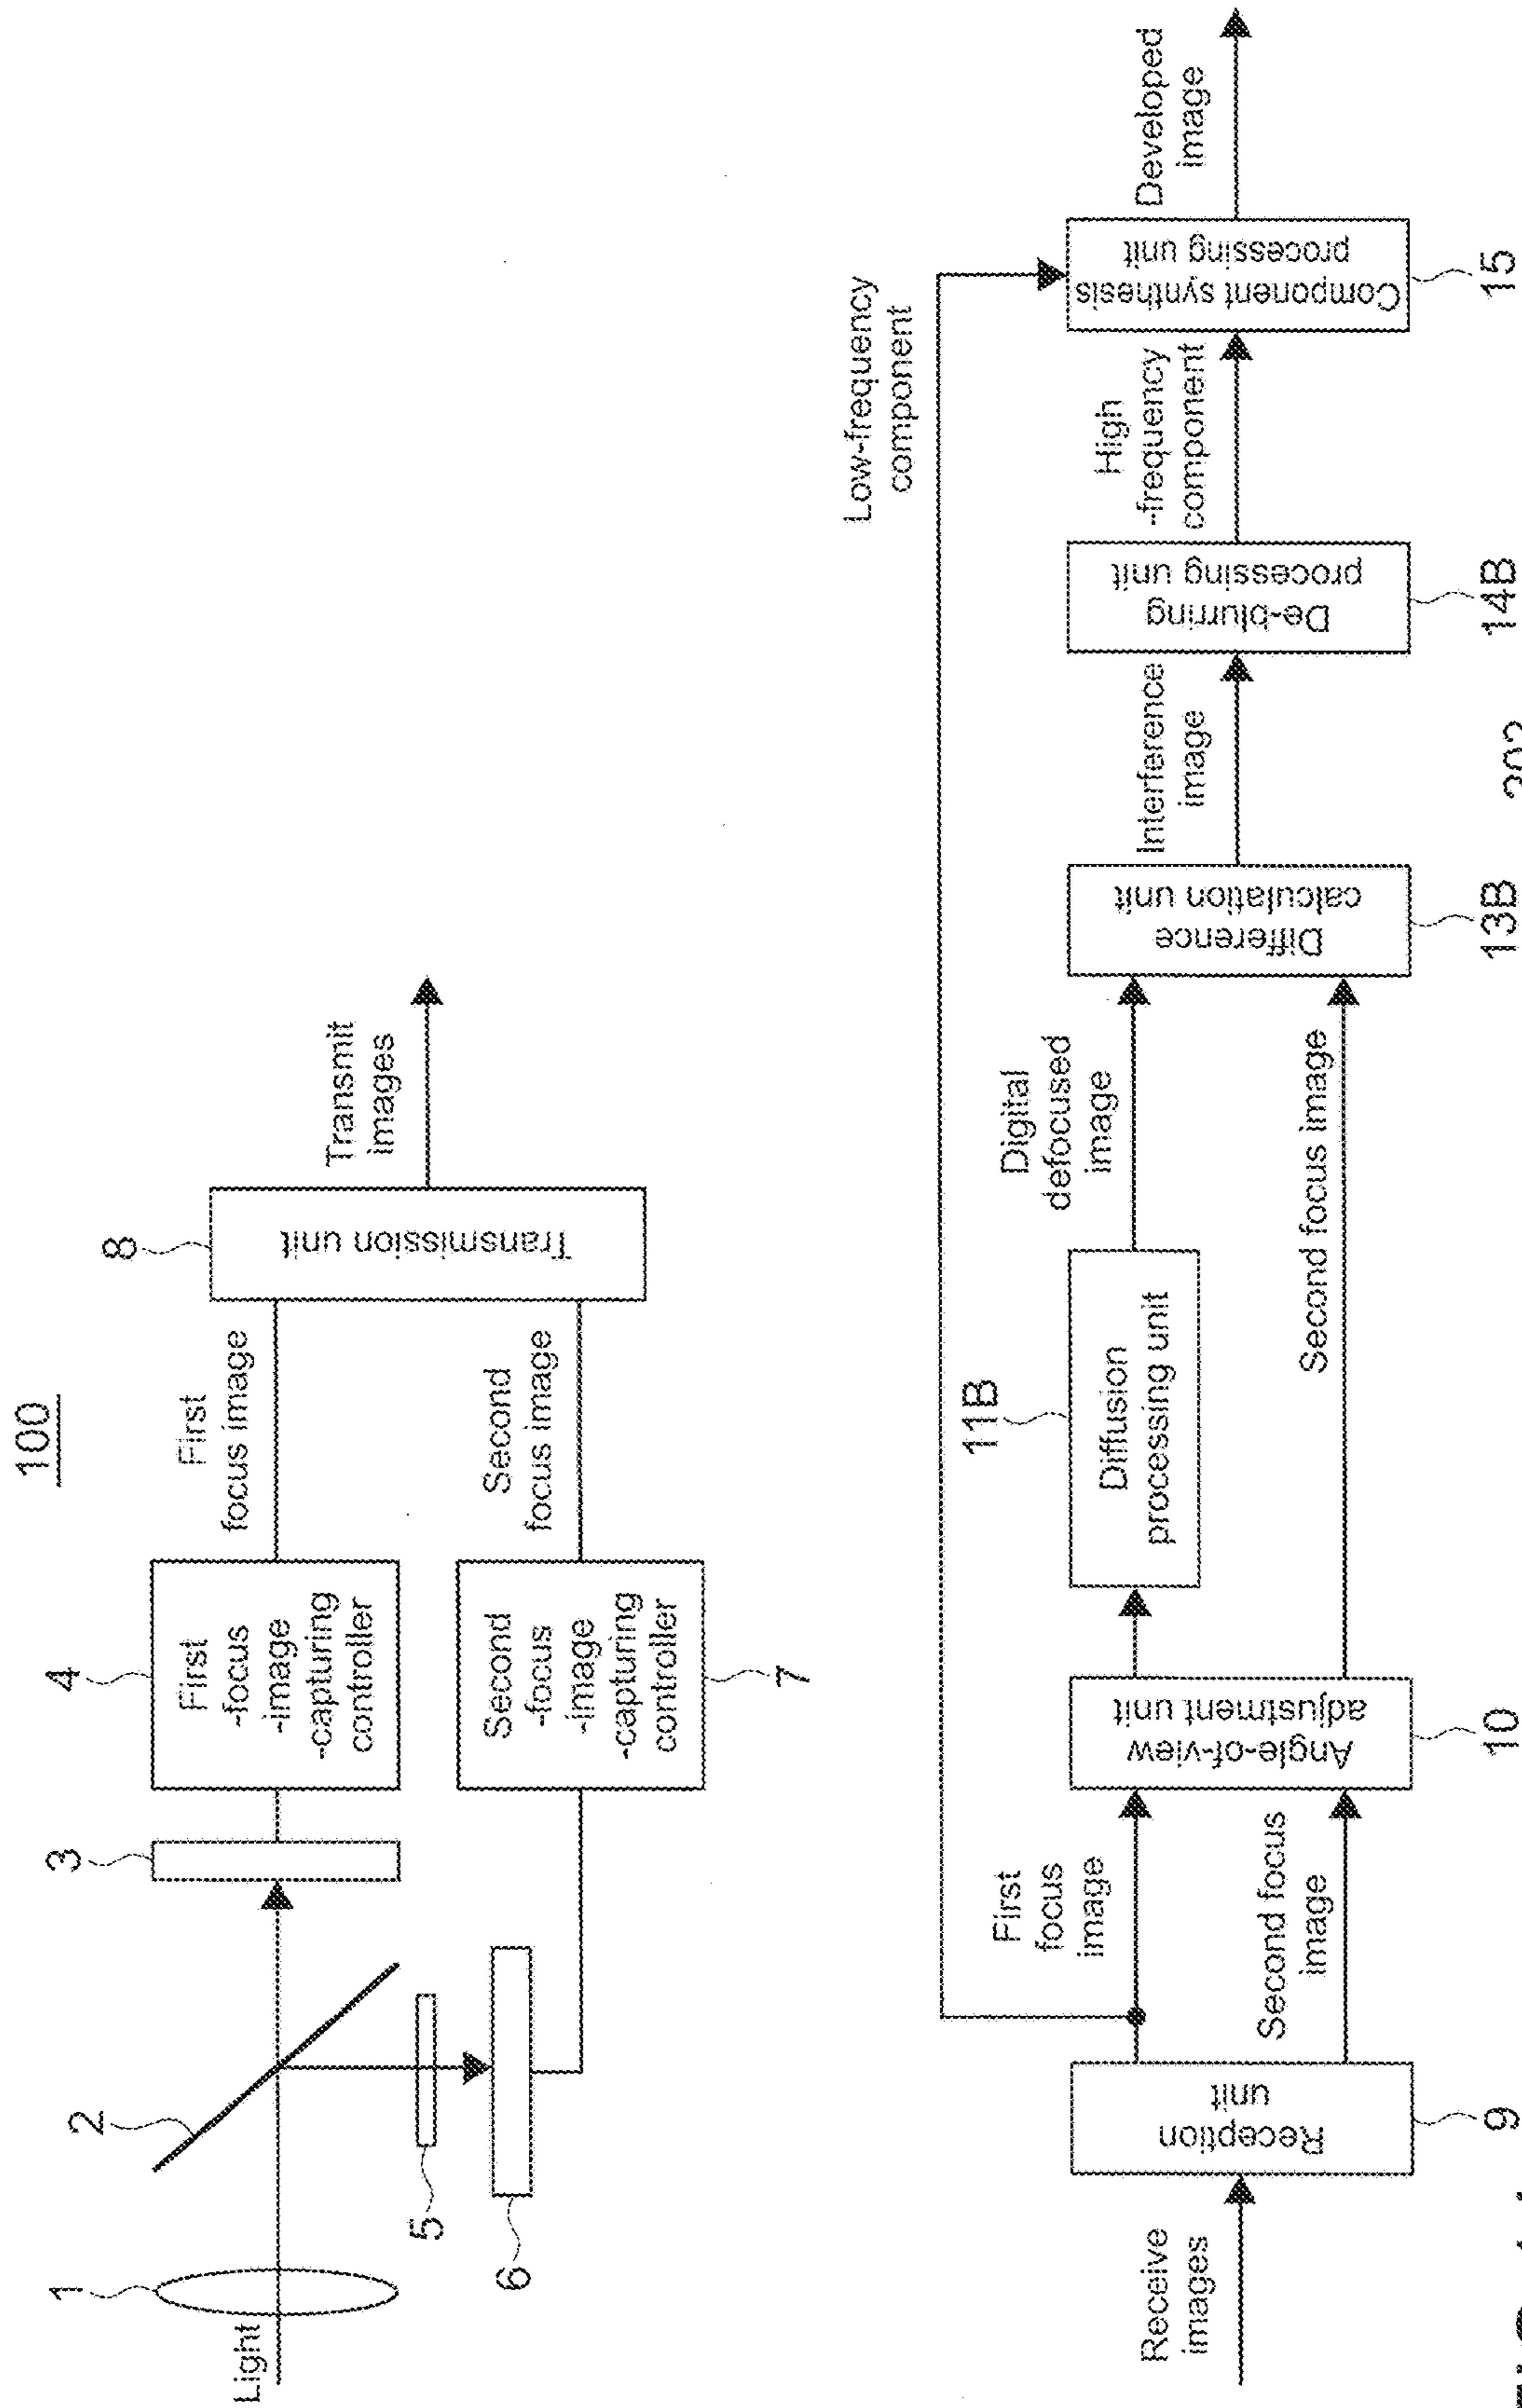 100
Light
1
2
3
4
First
-focus
-image
-capturing
controller
First
focus image
5
6
Second
-focus
-image
-capturing
controller
7
Second
focus image
8
Transmission unit
Transmit
images
Receive
images
Reception
unit
9
First
focus
image
Second focus
image
Angle-of-view
adjustment unit
10
11B
Diffusion
processing unit
Digital
defocused
image
Second focus image
Difference
calculation unit
13B
Interference
image
De-blurring
processing unit
14B
High
-frequency
component
Low-frequency
component
Component synthesis
processing unit
15
Developed
image